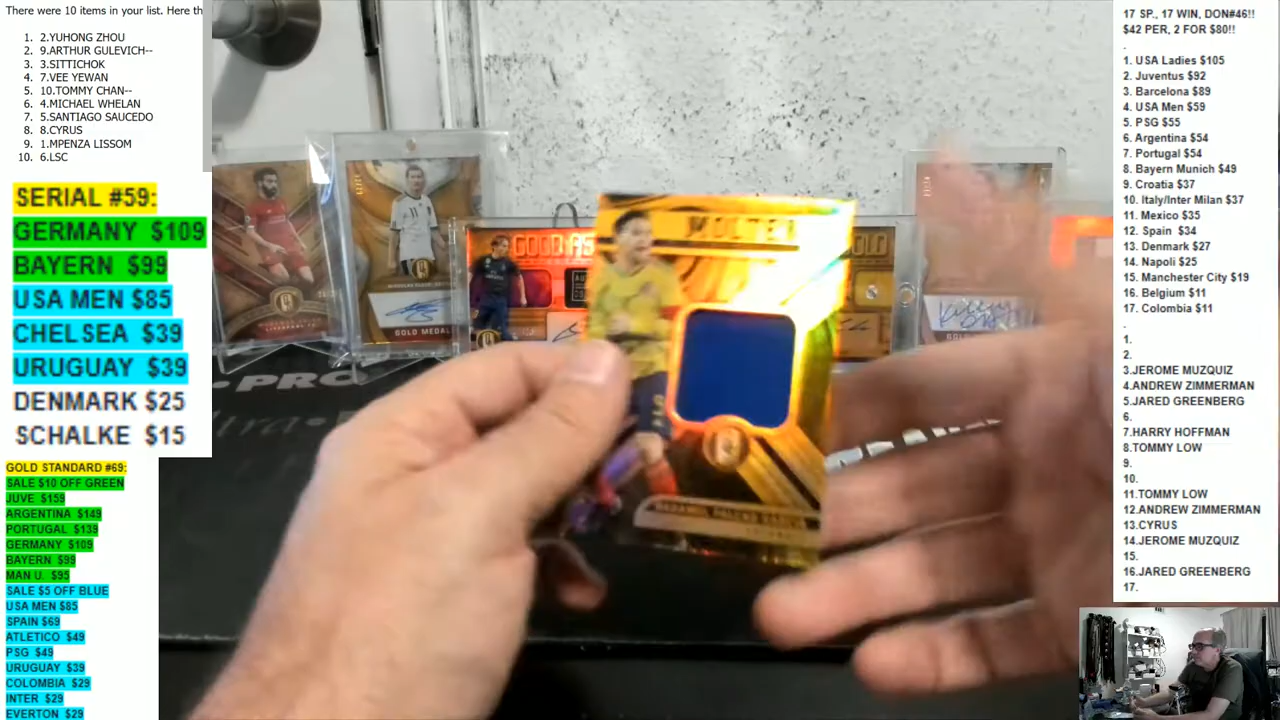 There were 10 items in your list. Here th
1. 2.YUHONG ZHOU
2. 9.ARTHUR GULEVICH--
3. 3.SITTICHOK
4. 7.VEE YEWAN
5. 10.TOMMY CHAN--
6. 4.MICHAEL WHELAN
7. 5.SANTIAGO SAUCEDO
8. 8.CYRUS
9. 1.MPENZA LISSOM
10. 6.LSC
SERIAL #59:
GERMANY $109
BAYERN $99
USA MEN $85
CHELSEA $39
URUGUAY $39
DENMARK $25
SCHALKE $15
GOLD STANDARD #69:
SALE $10 OFF GREEN
JUVE $159
ARGENTINA $149
PORTUGAL $139
GERMANY $109
BAYERN $99
MAN U. $95
SALE $5 OFF BLUE
USA MEN $85
SPAIN $69
ATLETICO $49
PSG $49
URUGUAY $39
COLOMBIA $29
INTER $29
EVERTON $29
GOLD MEDAL
GOOD AS
OLD
MOLTE
PRO
17 SP., 17 WIN, DON#46!!
$42 PER, 2 FOR $80!!
.
1. USA Ladies $105
2. Juventus $92
3. Barcelona $89
4. USA Men $59
5. PSG $55
6. Argentina $54
7. Portugal $54
8. Bayern Munich $49
9. Croatia $37
10. Italy/Inter Milan $37
11. Mexico $35
12. Spain $34
13. Denmark $27
14. Napoli $25
15. Manchester City $19
16. Belgium $11
17. Colombia $11
.
1.
2.
3.JEROME MUZQUIZ
4.ANDREW ZIMMERMAN
5.JARED GREENBERG
6.
7.HARRY HOFFMAN
8.TOMMY LOW
9.
10.
11.TOMMY LOW
12.ANDREW ZIMMERMAN
13.CYRUS
14.JEROME MUZQUIZ
15.
16.JARED GREENBERG
17.